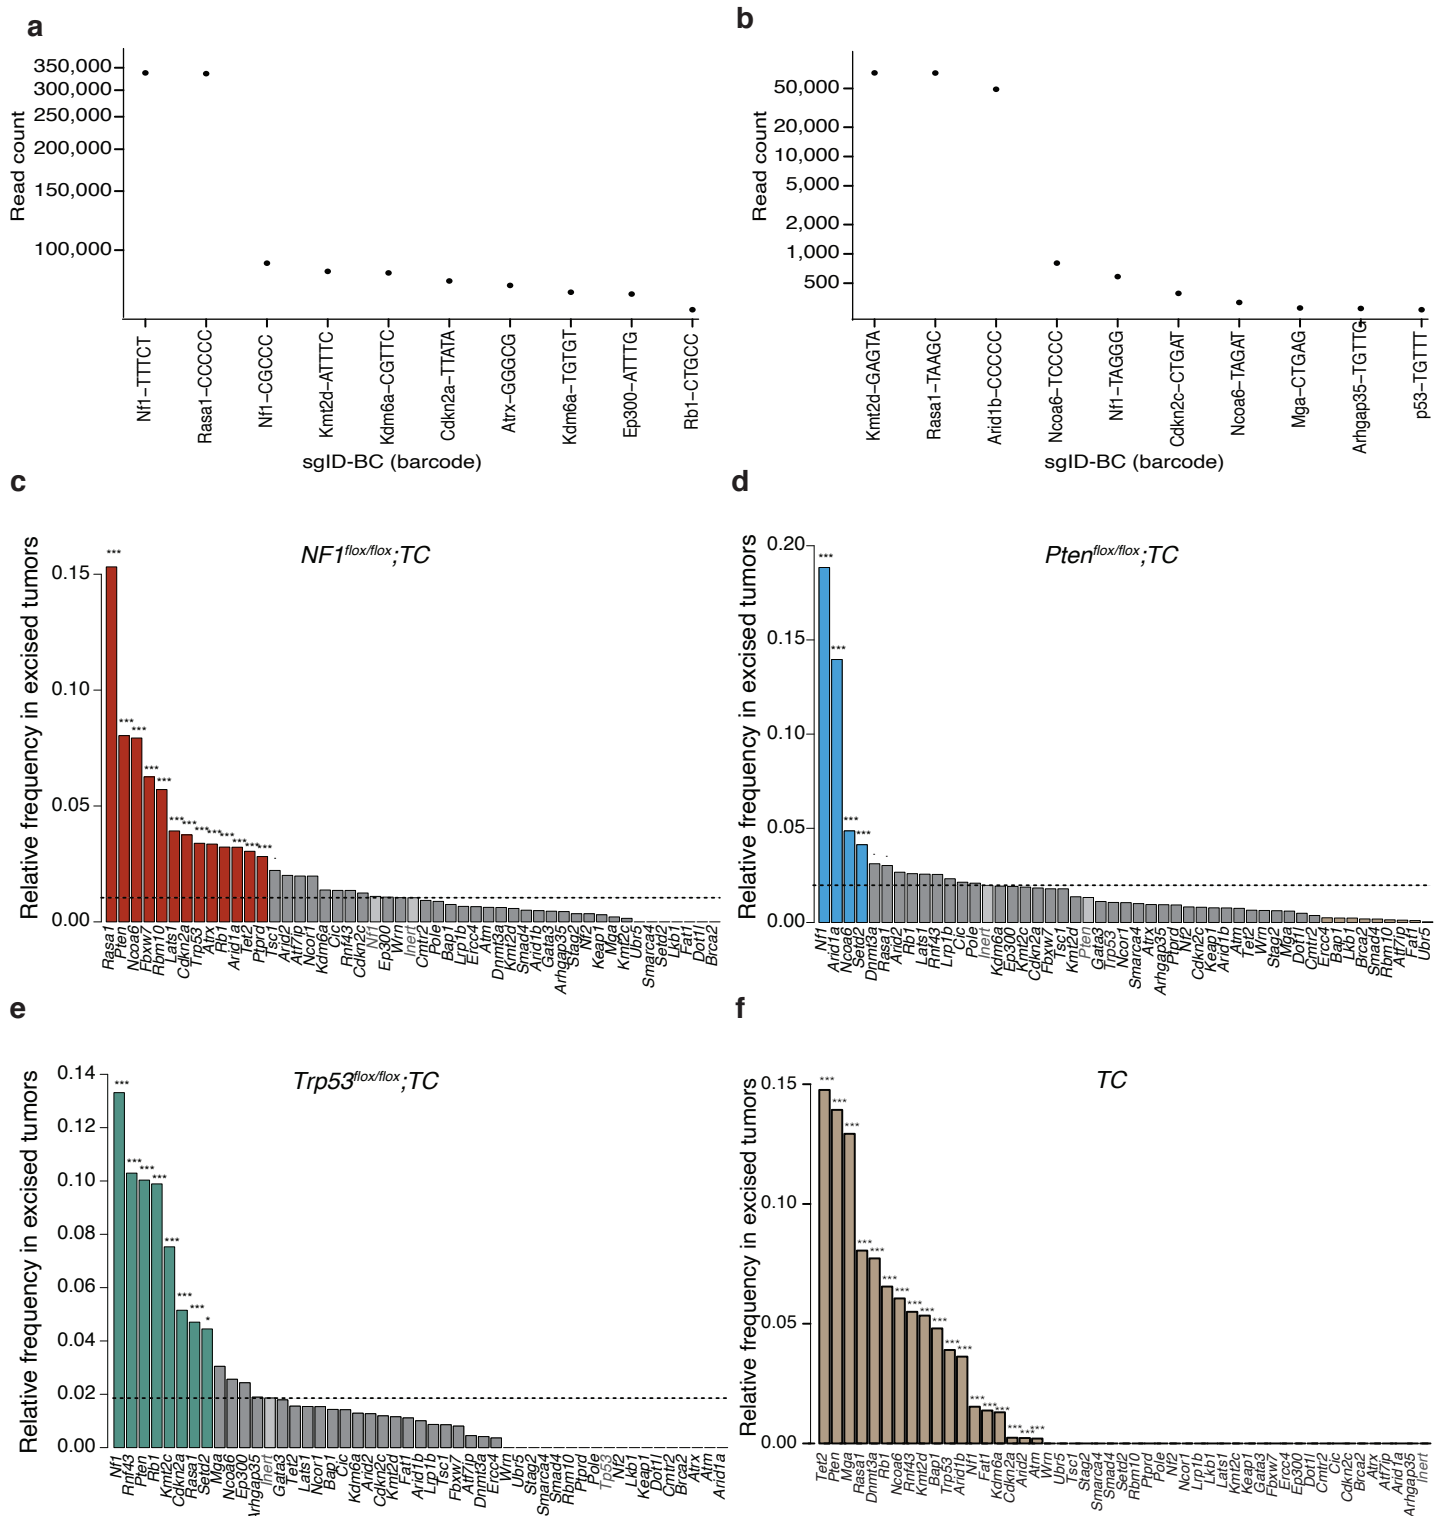 a
Read count
350,000
300,000
250,000
200,000
150,000
100,000
Nf1–TTTCT
Rasa1–CCCCC
Nf1–CGCCC
Kmt2d–ATTTC
Kdm6a–CGTTC
Cdkn2a–TTATA
Atrx–GGGCG
Kdm6a–TGTGT
Ep300–ATTTG
Rb1–CTGCC
sgID-BC (barcode)
b
Read count
50,000
20,000
10,000
5,000
2,000
1,000
500
Kmt2d–GAGTA
Rasa1–TAAGC
Arid1b–CCCCC
Ncoa6–TCCCC
Nf1–TAGGG
Cdkn2c–CTGAT
Ncoa6–TAGAT
Mga–CTGAG
Arhgap35–TGTTG
p53–TGTTT
sgID-BC (barcode)
c
NF1flox/flox;TC
Relative frequency in excised tumors
0.15
0.10
0.05
0.00
Rasa1
Pten
Ncoa6
Fbxw7
Rbm10
Lats1
Cdkn2a
Trp53
Atrx
Rb1
Arid1a
Tet2
Ptprd
Tsc1
Arid2
Atf7ip
Ncor1
Kdm6a
Cic
Rnf43
Cdkn2c
Nf1
Ep300
Wrn
Inert
Cmtr2
Pole
Bap1
Lrp1b
Ercc4
Atm
Dnmt3a
Kmt2d
Smad4
Arid1b
Gata3
Arhgap35
Stag2
Nf2
Keap1
Mga
Kmt2c
Ubr5
Smarca4
Setd2
Lkb1
Fat1
Dot1l
Brca2
d
Ptenflox/flox;TC
Relative frequency in excised tumors
0.20
0.15
0.10
0.05
0.00
Nf1
Arid1a
Ncoa6
Setd2
Dnmt3a
Rasa1
Arid2
Rb1
Lats1
Rnf43
Lrp1b
Cic
Pole
Inert
Kdm6a
Ep300
Kmt2c
Cdkn2a
Fbxw7
Tsc1
Kmt2d
Pten
Gata3
Trp53
Ncor1
Smarca4
Atrx
Arhgap35
Ptprd
Nf2
Cdkn2c
Keap1
Arid1b
Atm
Tet2
Wrn
Stag2
Mga
Dot1l
Cmtr2
Ercc4
Bap1
Lkb1
Brca2
Smad4
Rbm10
Atf7ip
Fat1
Ubr5
e
Trp53flox/flox;TC
Relative frequency in excised tumors
0.14
0.12
0.10
0.08
0.06
0.04
0.02
0.00
Nf1
Rnf43
Pten
Rb1
Kmt2c
Cdkn2a
Rasa1
Setd2
Mga
Ncoa6
Ep300
Arhgap35
Inert
Gata3
Tet2
Lats1
Ncor1
Bap1
Cic
Kdm6a
Arid2
Cdkn2c
Kmt2d
Fat1
Arid1b
Lrp1b
Tsc1
Fbxw7
Atf7ip
Dnmt3a
Ercc4
Wrn
Ubr5
Stag2
Smarca4
Smad4
Rbm10
Ptprd
Pole
Tp53
Nf2
Lkb1
Keap1
Dot1l
Cmtr2
Brca2
Atrx
Atm
Arid1a
f
TC
Relative frequency in excised tumors
0.15
0.10
0.05
0.00
Tet2
Pten
Mga
Rasa1
Dnmt3a
Rb1
Ncoa6
Rnf43
Kmt2d
Bap1
Trp53
Arid1b
Nf1
Fat1
Kdm6a
Cdkn2a
Arid2
Atm
Wrn
Ubr5
Tsc1
Stag2
Smarca4
Smad4
Setd2
Rbm10
Ptprd
Pole
Nf2
Ncor1
Lrp1b
Lkb1
Lats1
Kmt2c
Keap1
Gata3
Fbxw7
Ercc4
Ep300
Dot1l
Cmtr2
Cic
Cdkn2c
Brca2
Atrx
Atf7ip
Arid1a
Arhgap35
Inert